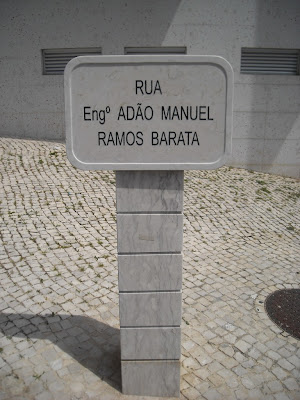 RUA
Engº ADÃO MANUEL
RAMOS BARATA